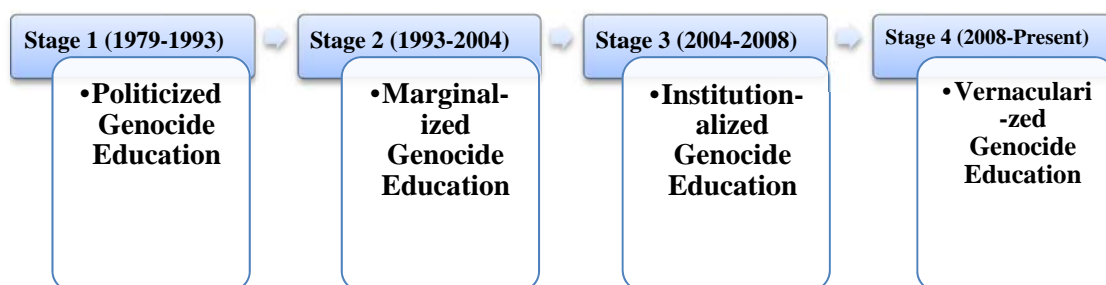 Stage 1 (1979-1993)
•Politicized
Genocide
Education
Stage 2 (1993-2004)
•Marginal-
ized
Genocide
Education
Stage 3 (2004-2008)
•Institution-
alized
Genocide
Education
Stage 4 (2008-Present)
•Vernaculari
-zed
Genocide
Education